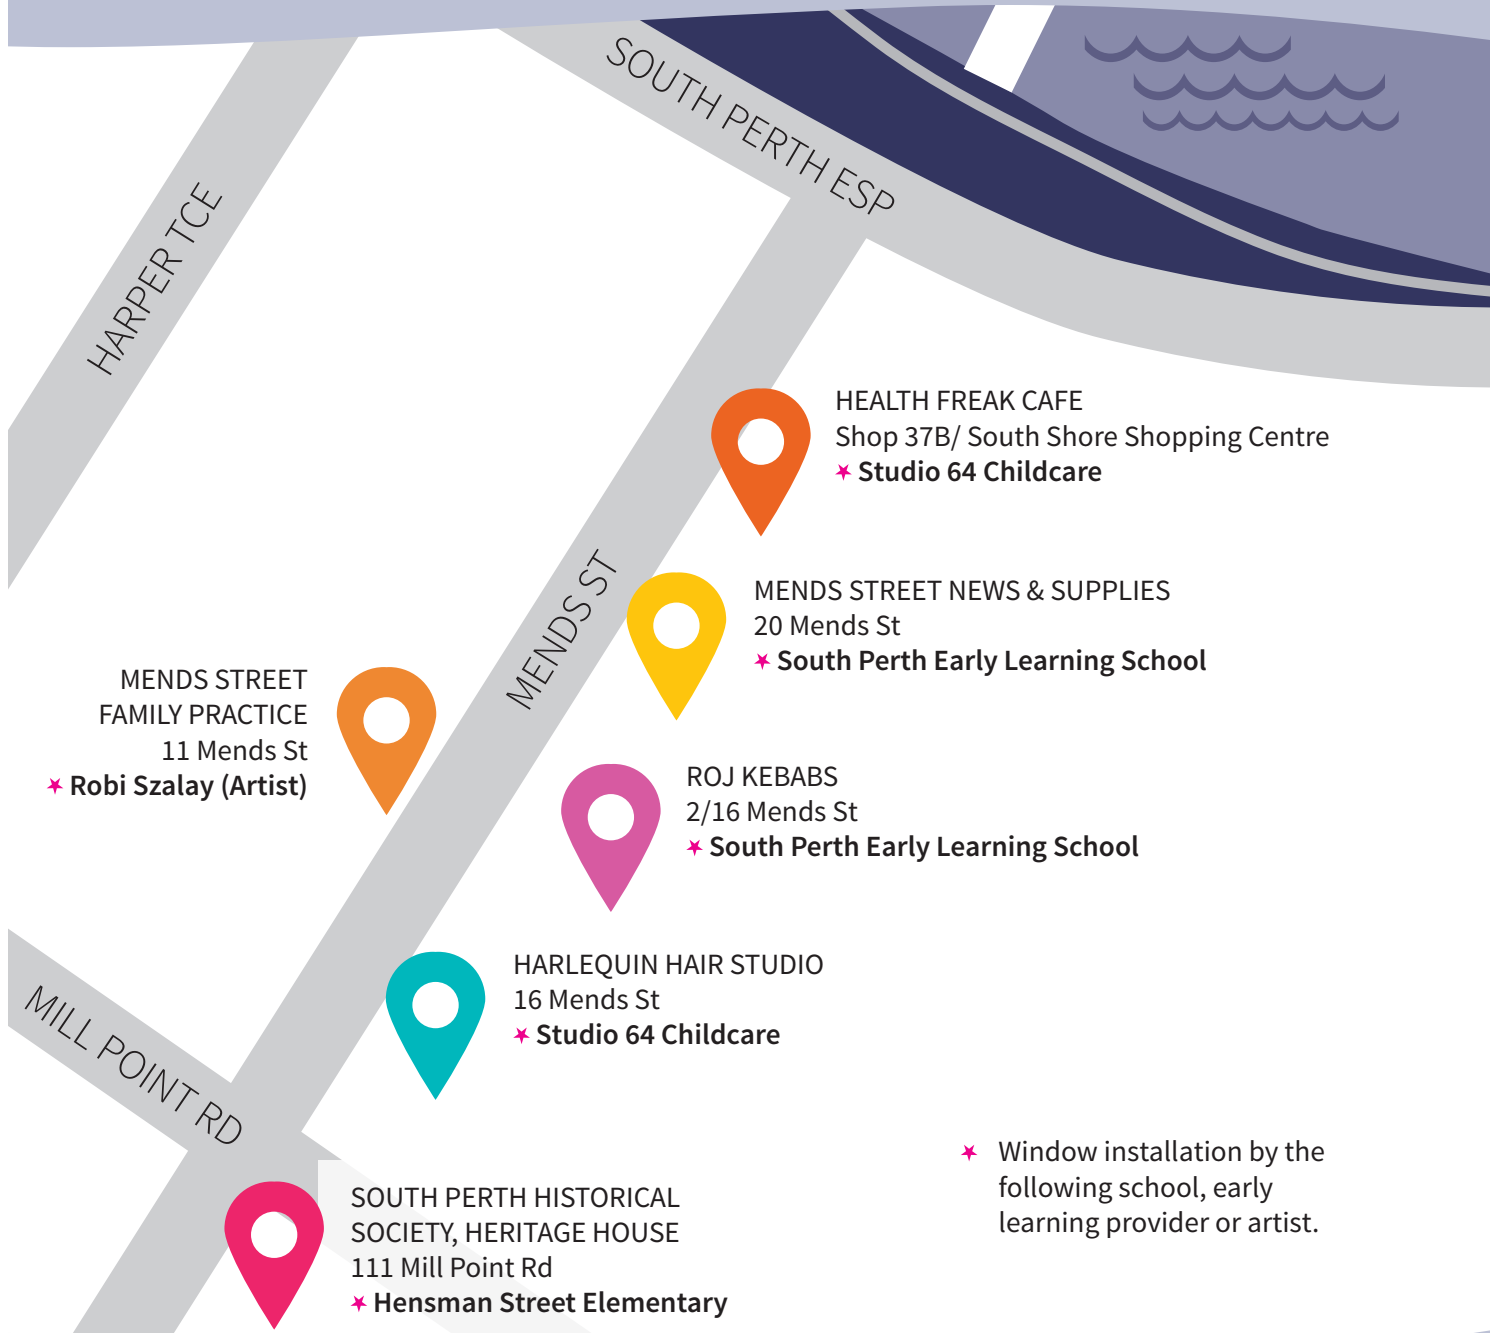 SOUTH PERTH ESP
HARPER TCE
HEALTH FREAK CAFE
Shop 37B/ South Shore Shopping Centre
Studio 64 Childcare
MENDS ST
MENDS STREET NEWS & SUPPLIES
20 Mends St
South Perth Early Learning School
MENDS STREET
FAMILY PRACTICE
11 Mends St
Robi Szalay (Artist)
ROJ KEBABS
2/16 Mends St
South Perth Early Learning School
HARLEQUIN HAIR STUDIO
16 Mends St
Studio 64 Childcare
MILL POINT RD
Window installation by the
following school, early
learning provider or artist.
SOUTH PERTH HISTORICAL
SOCIETY, HERITAGE HOUSE
111 Mill Point Rd
Hensman Street Elementary